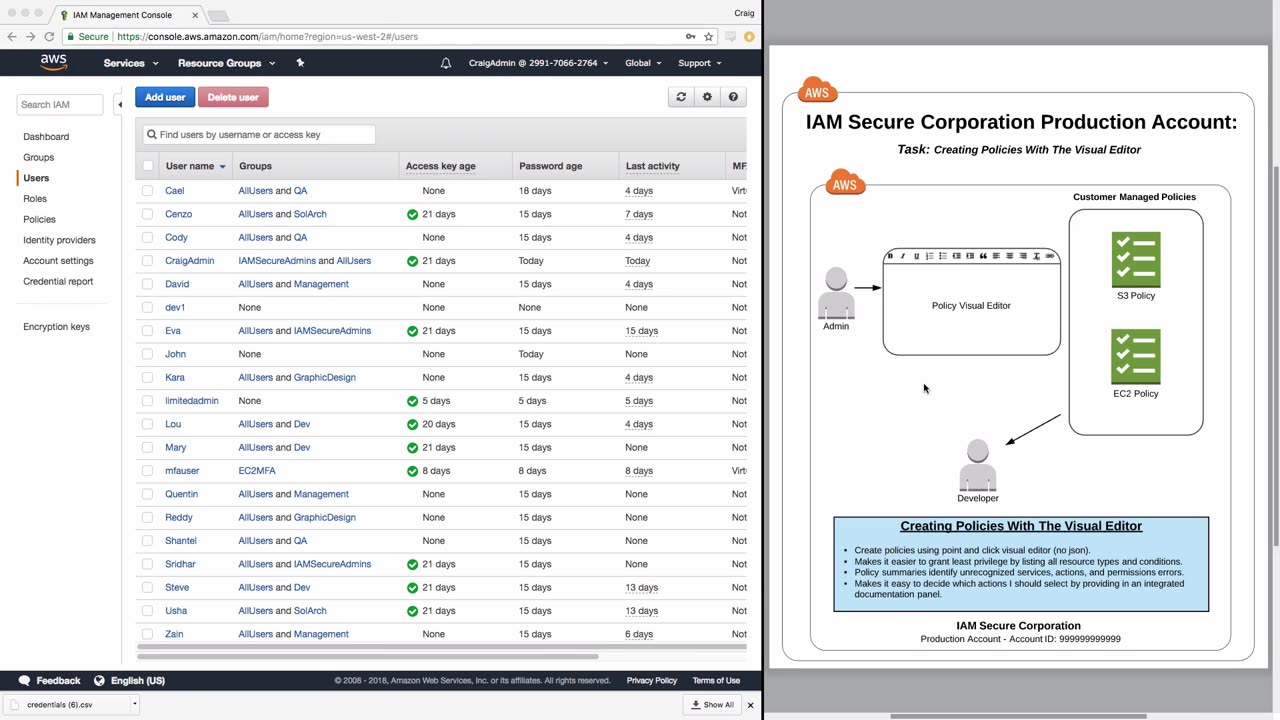 IAM Management Console
Craig
Secure https://console.aws.amazon.com/iam/home?region=us-west-2#/users
aws Services Resource Groups CraigAdmin @ 2991-7066-2764 Global Support
Search IAM
Dashboard
Groups
Users
Roles
Policies
Identity providers
Account settings
Credential report
Encryption keys
Add user Delete user
Find users by username or access key
User name Groups Access key age Password age Last activity MF
Cael AllUsers and QA None 18 days 4 days Virt
Cenzo AllUsers and SolArch 21 days 15 days 7 days Not
Cody AllUsers and QA None 15 days 4 days Not
CraigAdmin IAMSecureAdmins and AllUsers 21 days Today Today Not
David AllUsers and Management None 15 days 4 days Not
dev1 None None None None Not
Eva AllUsers and IAMSecureAdmins 21 days 15 days 15 days Not
John None None Today None Not
Kara AllUsers and GraphicDesign None 15 days 4 days Not
limitedadmin None 5 days 5 days 5 days Not
Lou AllUsers and Dev 20 days 15 days 4 days Not
Mary AllUsers and Dev 21 days 15 days None Not
mfauser EC2MFA 8 days 8 days 8 days Virt
Quentin AllUsers and Management None 15 days None Not
Reddy AllUsers and GraphicDesign None 15 days None Not
Shantel AllUsers and QA None 15 days None Not
Sridhar AllUsers and IAMSecureAdmins 21 days 15 days None Not
Steve AllUsers and Dev 21 days 15 days 13 days Not
Usha AllUsers and SolArch 21 days 15 days 13 days Not
Zain AllUsers and Management None 15 days 6 days Not
Feedback English (US) © 2008 - 2018, Amazon Web Services, Inc. or its affiliates. All rights reserved. Privacy Policy Terms of Use
credentials (6).csv Show All
AWS
IAM Secure Corporation Production Account:
Task: Creating Policies With The Visual Editor
AWS
Customer Managed Policies
Policy Visual Editor
Admin
S3 Policy
EC2 Policy
Developer
Creating Policies With The Visual Editor
• Create policies using point and click visual editor (no json).
• Makes it easier to grant least privilege by listing all resource types and conditions.
• Policy summaries identify unrecognized services, actions, and permissions errors.
• Makes it easy to decide which actions I should select by providing in an integrated
documentation panel.
IAM Secure Corporation
Production Account - Account ID: 999999999999